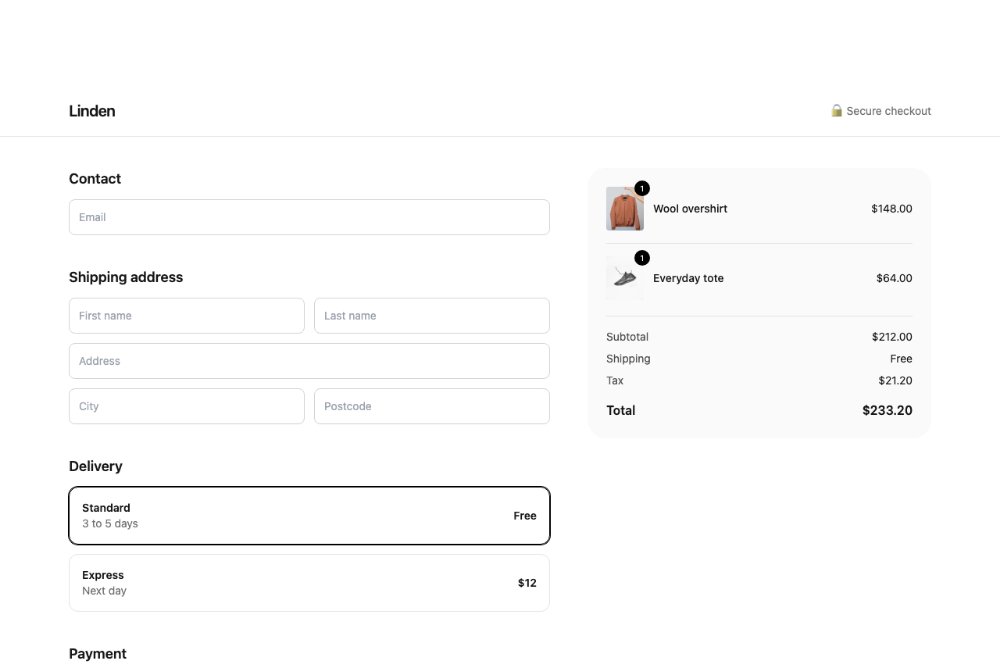 Linden
Secure checkout
Contact
Email
Shipping address
First name
Last name
Address
City
Postcode
Delivery
Standard
3 to 5 days
Free
Express
Next day
$12
Payment
1
Wool overshirt
$148.00
1
Everyday tote
$64.00
Subtotal
$212.00
Shipping
Free
Tax
$21.20
Total
$233.20